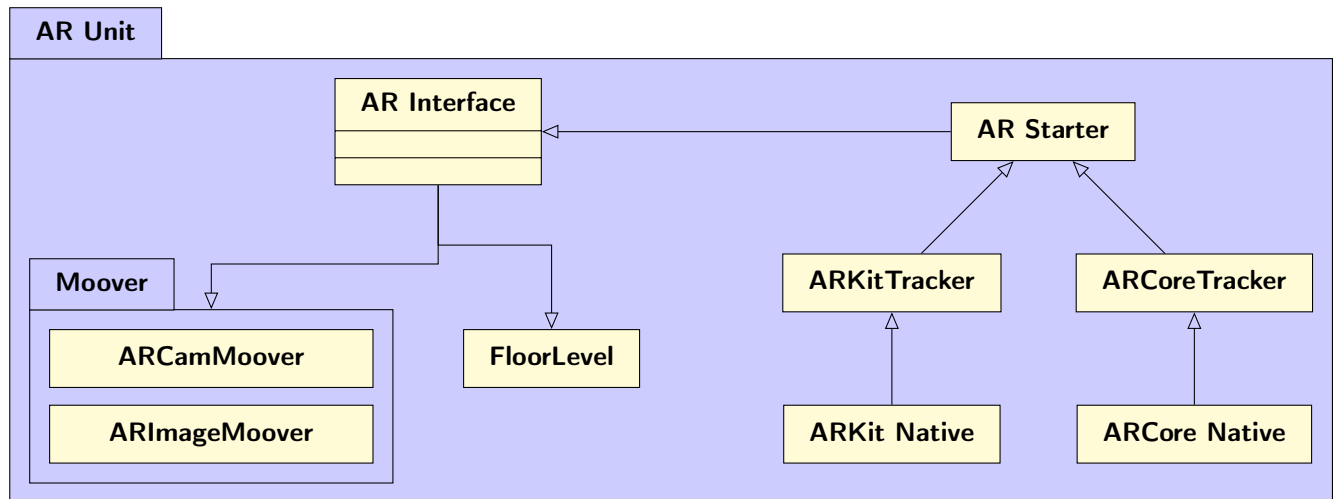 AR Unit
AR Interface
AR Starter
Moover
ARCamMoover
ARImageMoover
FloorLevel
ARKitTracker
ARCoreTracker
ARKit Native
ARCore Native